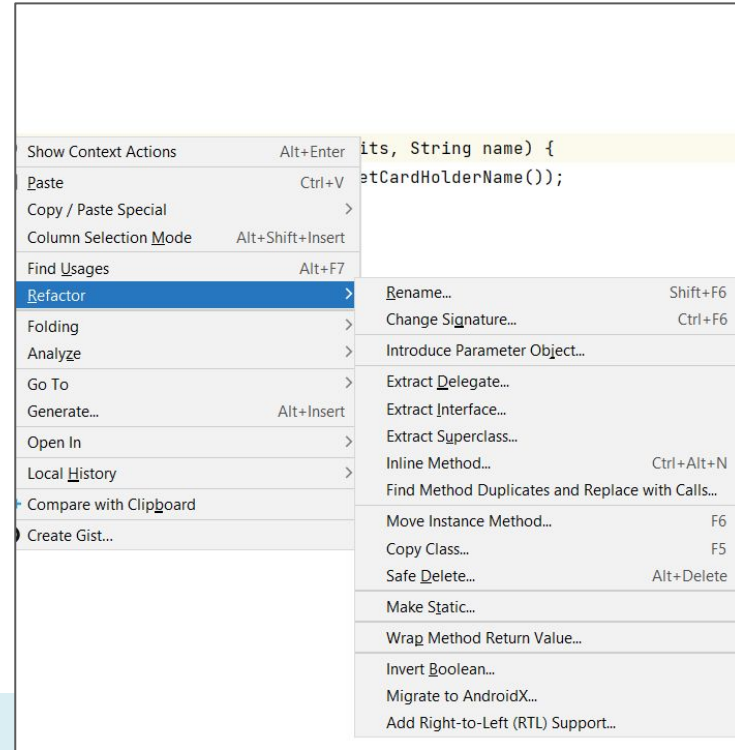 its, String name) {
etCardHolderName());
Show Context Actions Alt+Enter
Paste Ctrl+V
Copy / Paste Special
Column Selection Mode Alt+Shift+Insert
Find Usages Alt+F7
Refactor
Folding
Analyze
Go To
Generate... Alt+Insert
Open In
Local History
Compare with Clipboard
Create Gist...
Rename... Shift+F6
Change Signature... Ctrl+F6
Introduce Parameter Object...
Extract Delegate...
Extract Interface...
Extract Superclass...
Inline Method... Ctrl+Alt+N
Find Method Duplicates and Replace with Calls...
Move Instance Method... F6
Copy Class... F5
Safe Delete... Alt+Delete
Make Static...
Wrap Method Return Value...
Invert Boolean...
Migrate to AndroidX...
Add Right-to-Left (RTL) Support...